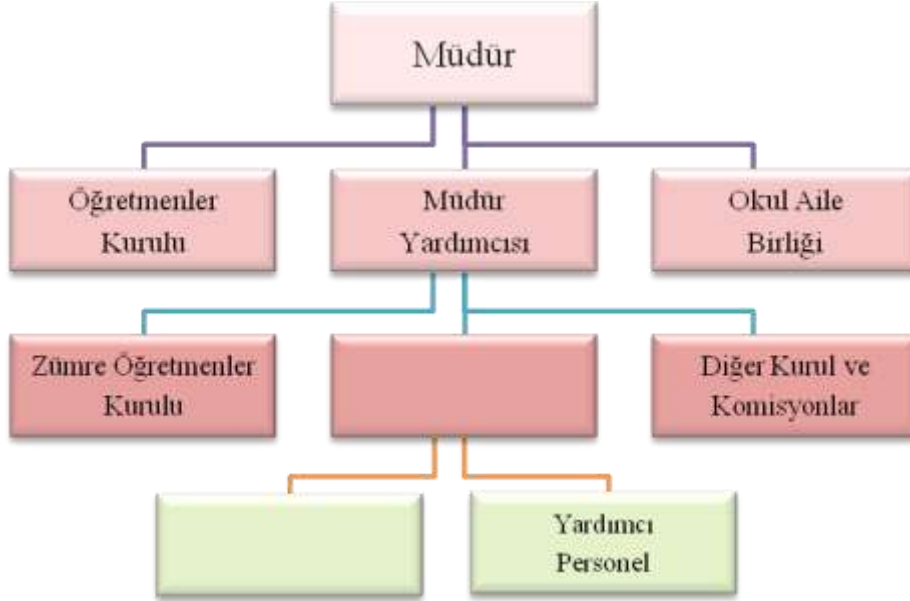 Müdür
Öğretmenler
Kurulu
Müdür
Yardımcısı
Okul Aile
Birliği
Zümre Öğretmenler
Kurulu
Diğer Kurul ve
Komisyonlar
Yardımcı
Personel